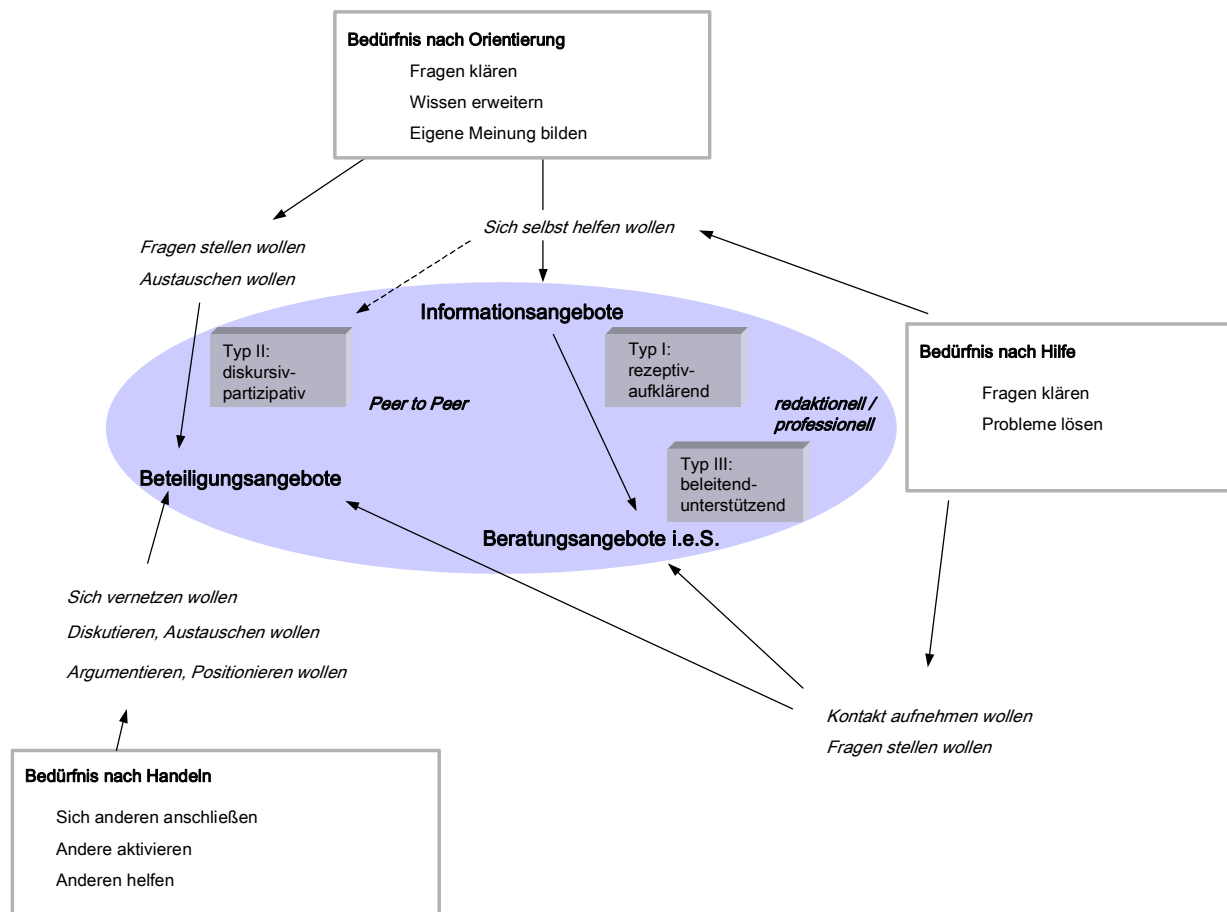 Bedürfnis nach Orientierung
Fragen klären
Wissen erweitern
Eigene Meinung bilden
Sich selbst helfen wollen
Fragen stellen wollen
Austauschen wollen
Informationsangebote
Typ II:
diskursiv-
partizipativ
Typ I:
rezeptiv-
aufklärend
Peer to Peer
redaktionell /
professionell
Bedürfnis nach Hilfe
Fragen klären
Probleme lösen
Beteiligungsangebote
Typ III:
beleitend-
unterstützend
Beratungsangebote i.e.S.
Sich vernetzen wollen
Diskutieren, Austauschen wollen
Argumentieren, Positionieren wollen
Kontakt aufnehmen wollen
Fragen stellen wollen
Bedürfnis nach Handeln
Sich anderen anschließen
Andere aktivieren
Anderen helfen